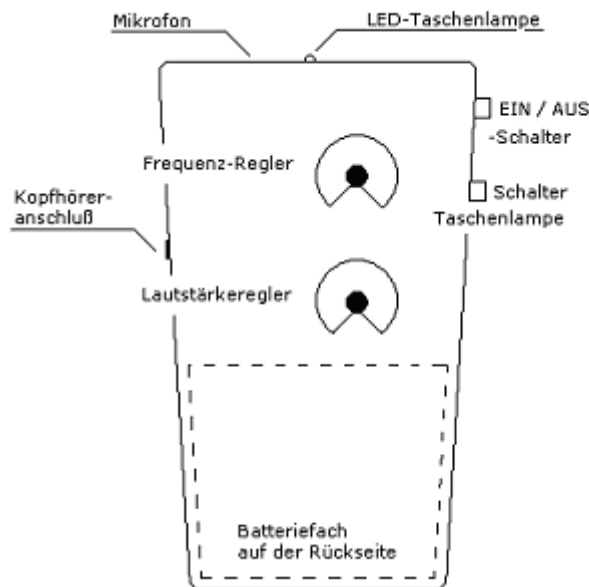 Mikrofon
LED-Taschenlampe
EIN / AUS
-Schalter
Frequenz-Regler
Kopfhörer-
anschluß
Schalter
Taschenlampe
Lautstärkeregler
Batteriefach
auf der Rückseite